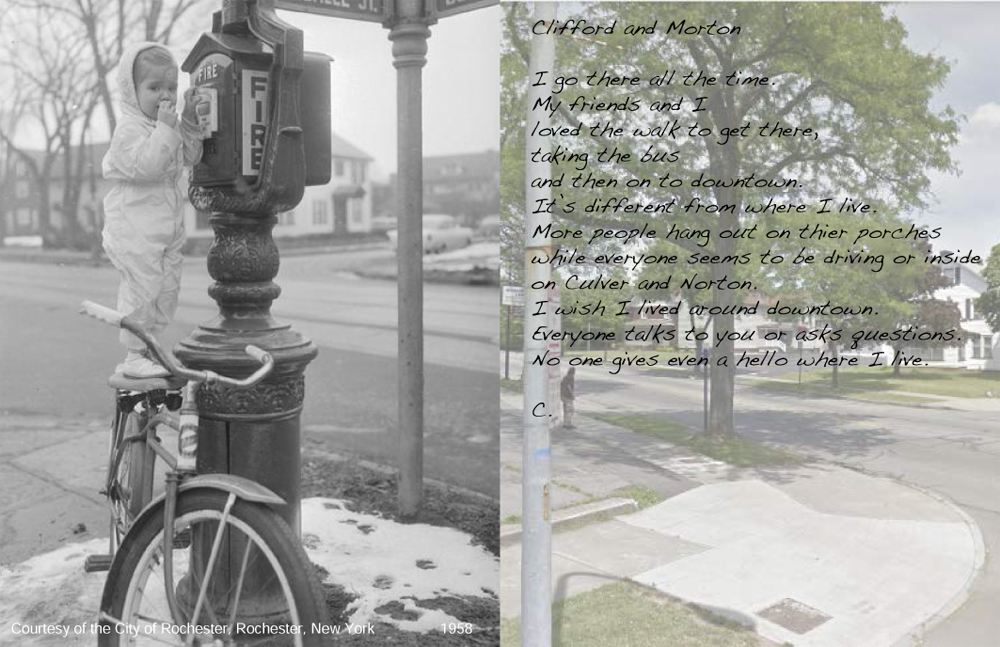 FIRE
FIRE
Courtesy of the City of Rochester, Rochester, New York 1958
Clifford and Morton
I go there all the time.
My friends and I
loved the walk to get there,
taking the bus
and then on to downtown.
It's different from where I live.
More people hang out on thier porches
while everyone seems to be driving or inside
on Culver and Norton.
I wish I lived around downtown.
Everyone talks to you or asks questions.
No one gives even a hello where I live.
C.